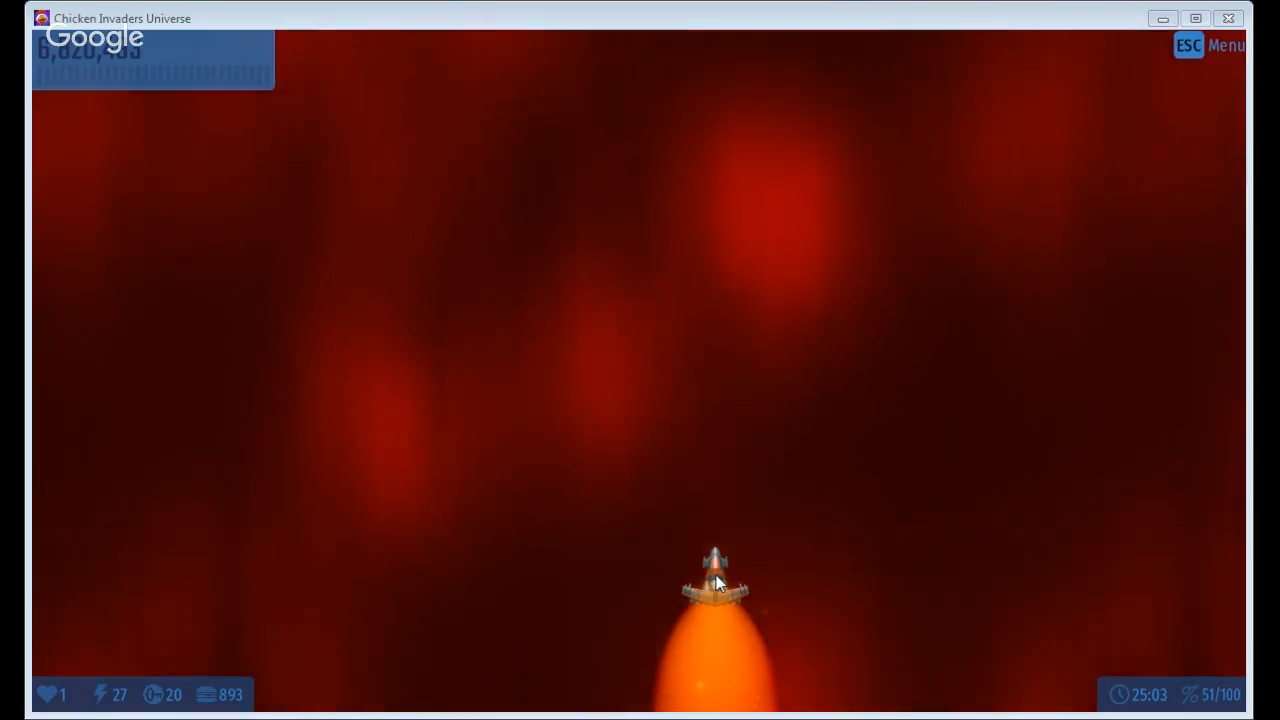 Chicken Invaders Universe
Google
ESC Menu
1 27 20 893
25:03 51/100